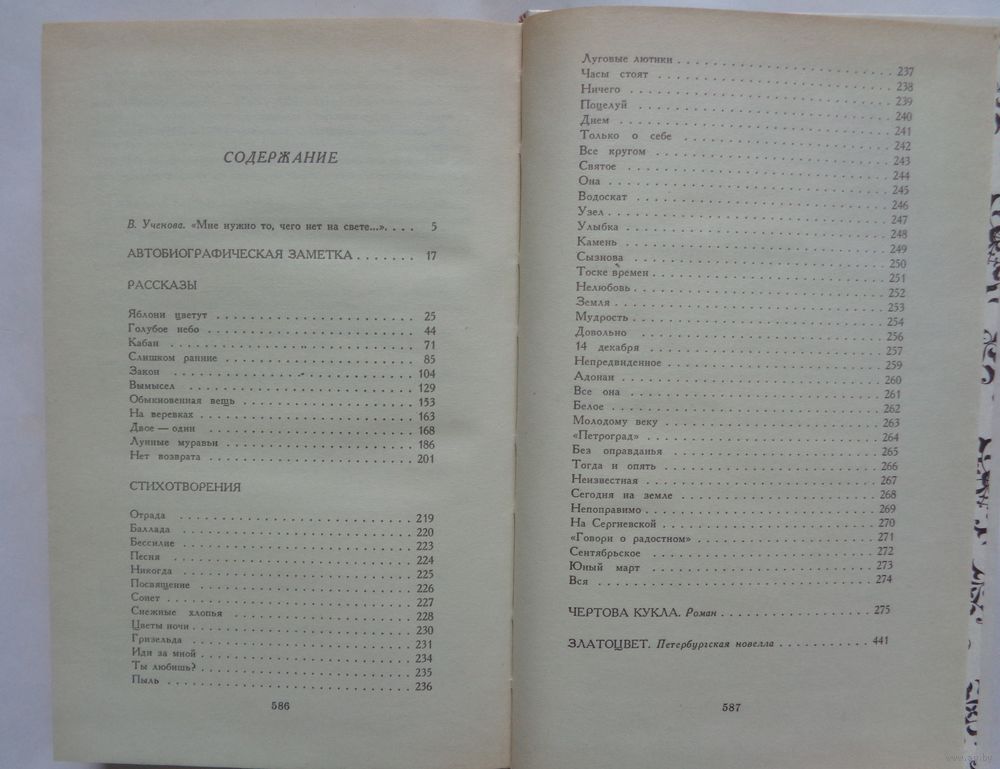 СОДЕРЖАНИЕ
В. Ученова. «Мне нужно то, чего нет на свете...». . . . 5
АВТОБИОГРАФИЧЕСКАЯ ЗАМЕТКА . . . . . . . 17
РАССКАЗЫ
Яблони цветут . . . . . . . . . . 25
Голубое небо . . . . . . . . . . 44
Кабан . . . . . . . . . . 71
Слишком ранние . . . . . . . . . . 85
Закон . . . . . . . . . . 104
Вымысел . . . . . . . . . . 129
Обыкновенная вещь . . . . . . . . . . 153
На веревках . . . . . . . . . . 163
Двое — один . . . . . . . . . . 168
Лунные муравьи . . . . . . . . . . 186
Нет возврата . . . . . . . . . . 201
СТИХОТВОРЕНИЯ
Отрада . . . . . . . . . . 219
Баллада . . . . . . . . . . 220
Бессилие . . . . . . . . . . 223
Песня . . . . . . . . . . 224
Никогда . . . . . . . . . . 225
Посвящение . . . . . . . . . . 226
Сонет . . . . . . . . . . 227
Снежные хлопья . . . . . . . . . . 228
Цветы ночи . . . . . . . . . . 230
Гризельда . . . . . . . . . . 231
Иди за мной . . . . . . . . . . 234
Ты любишь? . . . . . . . . . . 235
Пыль . . . . . . . . . . 236
586
Луговые лютики . . . . . . . . . . 237
Часы стоят . . . . . . . . . . 238
Ничего . . . . . . . . . . 239
Поцелуй . . . . . . . . . . 240
Днем . . . . . . . . . . 241
Только о себе . . . . . . . . . . 242
Все кругом . . . . . . . . . . 243
Святое . . . . . . . . . . 244
Она . . . . . . . . . . 245
Водоскат . . . . . . . . . . 246
Узел . . . . . . . . . . 247
Улыбка . . . . . . . . . . 248
Камень . . . . . . . . . . 249
Сызнова . . . . . . . . . . 250
Тоске времен . . . . . . . . . . 251
Нелюбовь . . . . . . . . . . 252
Земля . . . . . . . . . . 253
Мудрость . . . . . . . . . . 254
Довольно . . . . . . . . . . 256
14 декабря . . . . . . . . . . 257
Непредвиденное . . . . . . . . . . 259
Адонаи . . . . . . . . . . 260
Все она . . . . . . . . . . 261
Белое . . . . . . . . . . 262
Молодому веку . . . . . . . . . . 263
«Петроград» . . . . . . . . . . 264
Без оправданья . . . . . . . . . . 265
Тогда и опять . . . . . . . . . . 266
Неизвестная . . . . . . . . . . 267
Сегодня на земле . . . . . . . . . . 268
Непоправимо . . . . . . . . . . 269
На Сергиевской . . . . . . . . . . 270
«Говори о радостном» . . . . . . . . . . 271
Сентябрьское . . . . . . . . . . 272
Юный март . . . . . . . . . . 273
Вся . . . . . . . . . . 274
ЧЕРТОВА КУКЛА. Роман . . . . . . . . . . 275
ЗЛАТОЦВЕТ. Петербургская новелла . . . . . . . . . . 441
587